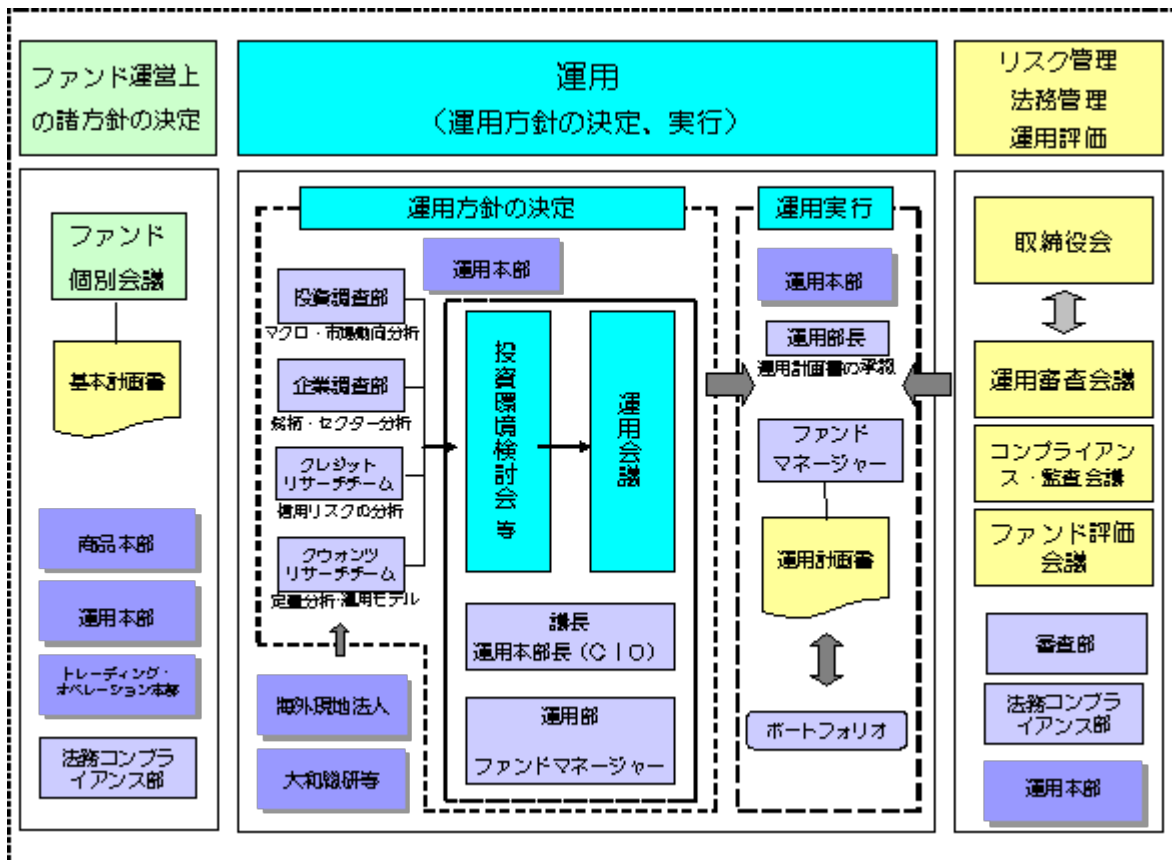 ファンド運営上
の諸方針の決定
ファンド
個別会議
基本計画書
商品本部
運用本部
トレーディング・
オペレーション本部
法務コンプラ
イアンス部
運用
（運用方針の決定、実行）
運用方針の決定
運用本部
投資調査部
マクロ・市場動向分析
企業調査部
銘柄・セクター分析
クレジット
リサーチチーム
信用リスクの分析
クウォンツ
リサーチチーム
定量分析・運用モデル
海外現地法人
大和総研等
投資環境検討会 等
運用会議
議長
運用本部長（ＣＩＯ）
運用部
ファンドマネージャー
運用実行
運用本部
運用部長
運用計画書の承認
ファンド
マネージャー
運用計画書
ポートフォリオ
リスク管理
法務管理
運用評価
取締役会
運用審査会議
コンプライアン
ス・監査会議
ファンド評価
会議
審査部
法務コンプラ
イアンス部
運用本部